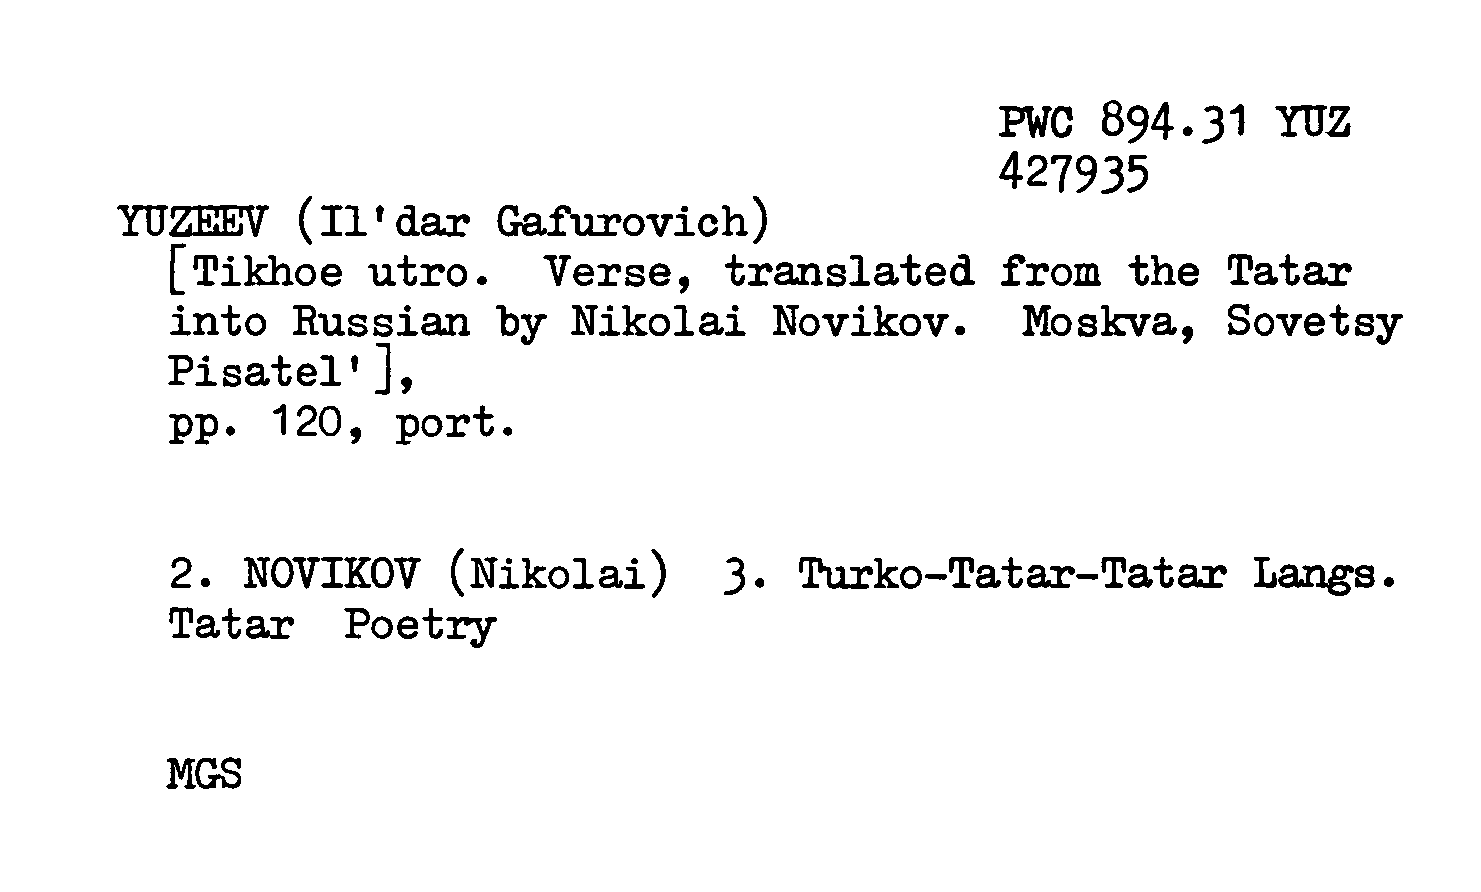 PWC 894.31 YUZ
427935
YUZEEV (Il'dar Gafurovich)
[Tikhoe utro. Verse, translated from the Tatar
into Russian by Nikolai Novikov. Moskva, Sovetsy
Pisatel'],
pp. 120, port.
2. NOVIKOV (Nikolai) 3. Turko-Tatar-Tatar Langs.
Tatar Poetry
MGS